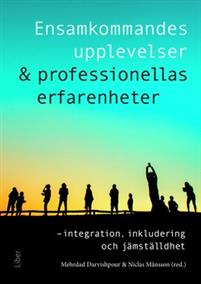 Ensamkommandes
upplevelser
& professionellas
erfarenheter
– integration, inkludering
och jämställdhet
Mehrdad Darvishpour & Niclas Månsson (red.)
Liber